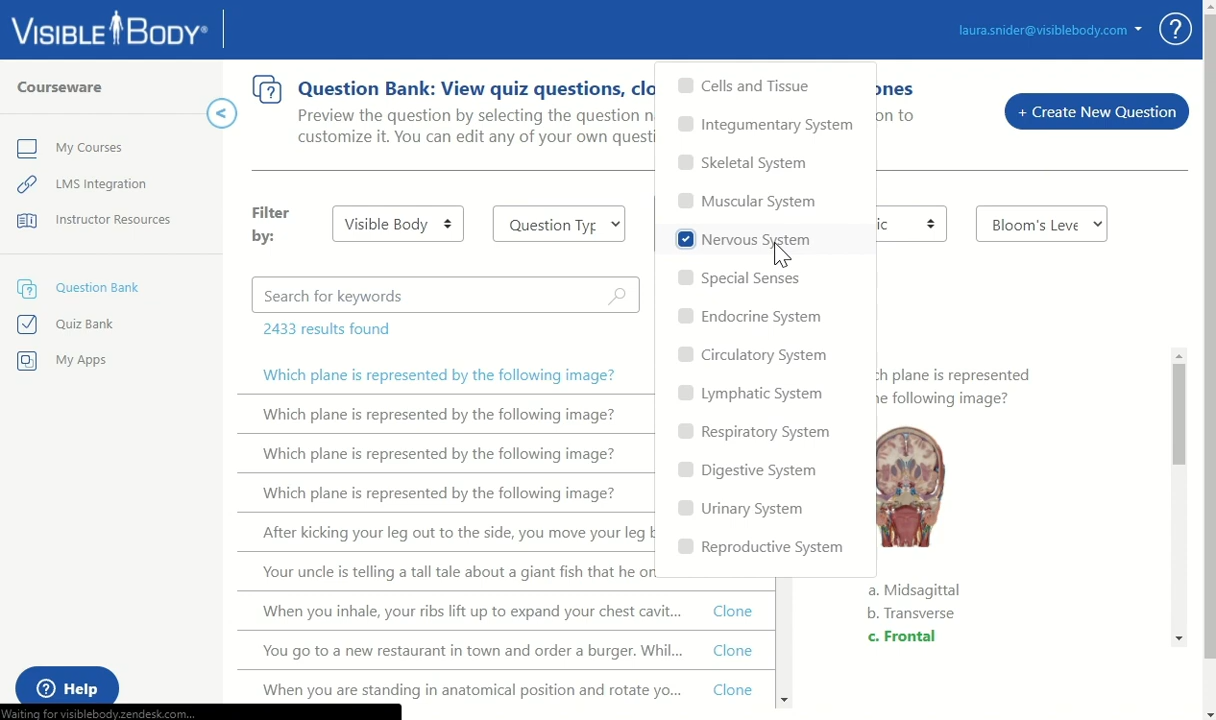 VISIBLE BODY®
laura.snider@visiblebody.com
?
Courseware
<
My Courses
LMS Integration
Instructor Resources
Question Bank
Quiz Bank
My Apps
? Help
Waiting for visiblebody.zendesk.com...
Question Bank: View quiz questions, clo
ones
Preview the question by selecting the question n
on to
customize it. You can edit any of your own questi
+ Create New Question
Filter
by:
Visible Body
Question Typ
ic
Bloom's Leve
Search for keywords
2433 results found
Which plane is represented by the following image?
Which plane is represented by the following image?
Which plane is represented by the following image?
Which plane is represented by the following image?
After kicking your leg out to the side, you move your leg b
Your uncle is telling a tall tale about a giant fish that he on
When you inhale, your ribs lift up to expand your chest cavit... Clone
You go to a new restaurant in town and order a burger. Whil... Clone
When you are standing in anatomical position and rotate yo... Clone
Cells and Tissue
Integumentary System
Skeletal System
Muscular System
Nervous System
Special Senses
Endocrine System
Circulatory System
Lymphatic System
Respiratory System
Digestive System
Urinary System
Reproductive System
ch plane is represented
he following image?
a. Midsagittal
b. Transverse
c. Frontal